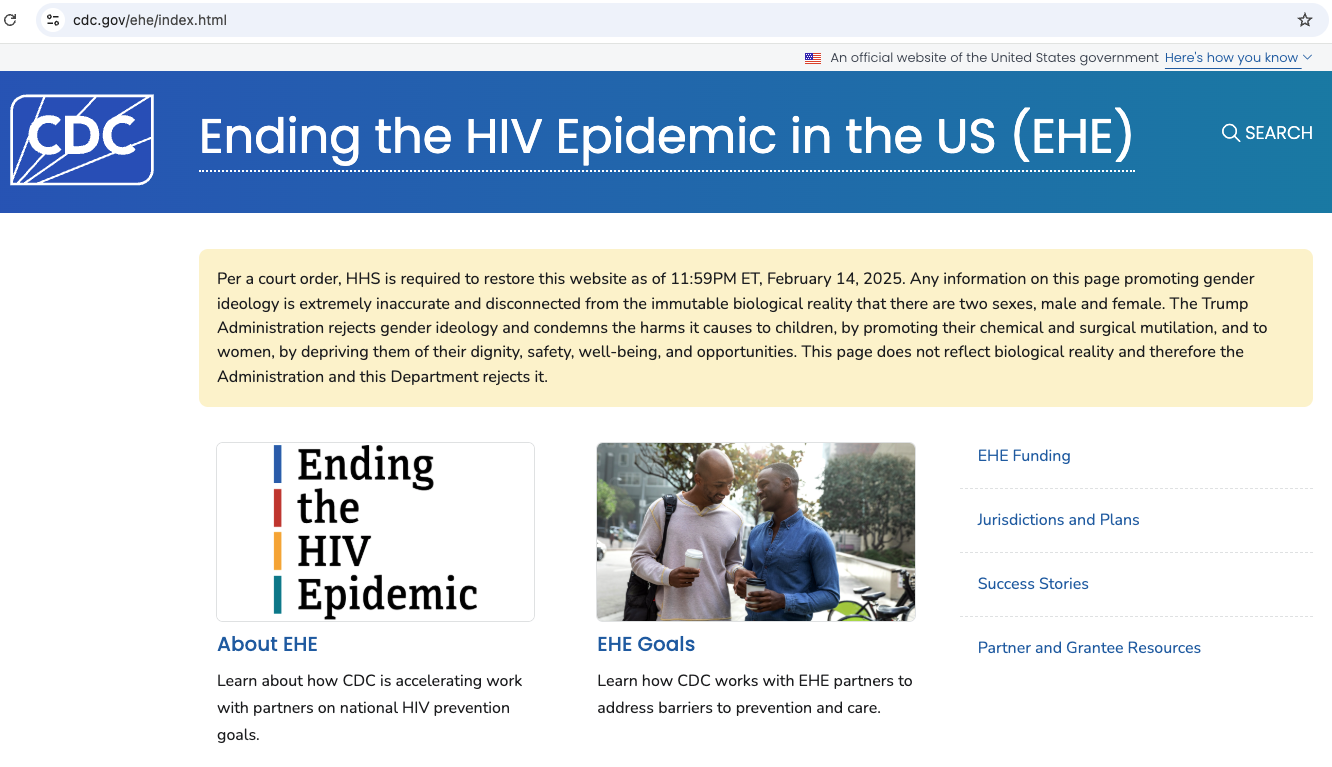 cdc.gov/ehe/index.html
An official website of the United States government Here's how you know
CDC
Ending the HIV Epidemic in the US (EHE)
SEARCH
Per a court order, HHS is required to restore this website as of 11:59PM ET, February 14, 2025. Any information on this page promoting gender
ideology is extremely inaccurate and disconnected from the immutable biological reality that there are two sexes, male and female. The Trump
Administration rejects gender ideology and condemns the harms it causes to children, by promoting their chemical and surgical mutilation, and to
women, by depriving them of their dignity, safety, well-being, and opportunities. This page does not reflect biological reality and therefore the
Administration and this Department rejects it.
Ending
the
HIV
Epidemic
About EHE
Learn about how CDC is accelerating work
with partners on national HIV prevention
goals.
EHE Goals
Learn how CDC works with EHE partners to
address barriers to prevention and care.
EHE Funding
Jurisdictions and Plans
Success Stories
Partner and Grantee Resources